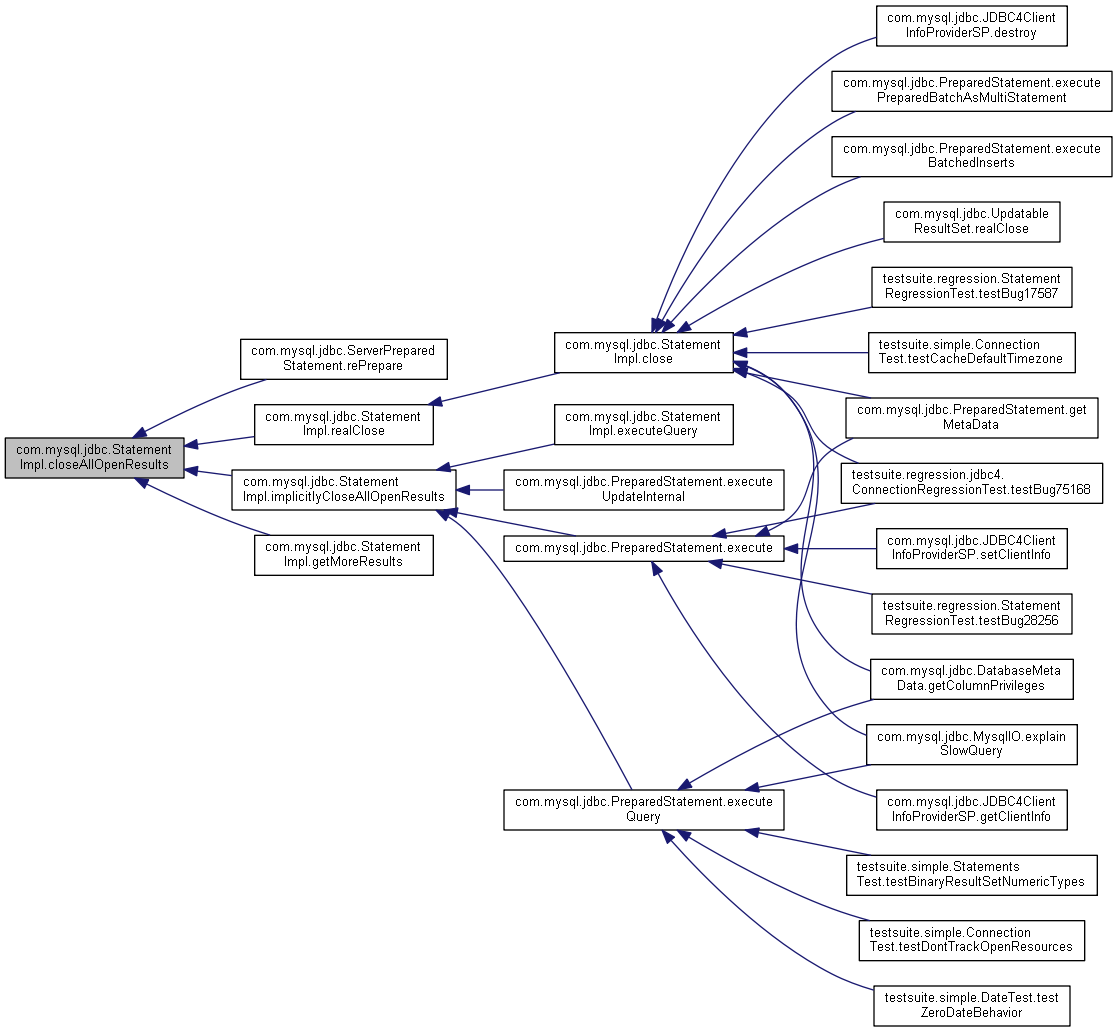 com.mysql.jdbc.JDBC4Client
InfoProviderSP.destroy
com.mysql.jdbc.PreparedStatement.execute
PreparedBatchAsMultiStatement
com.mysql.jdbc.PreparedStatement.execute
BatchedInserts
com.mysql.jdbc.Updatable
ResultSet.realClose
testsuite.regression.Statement
RegressionTest.testBug17587
com.mysql.jdbc.Statement
Impl.close
testsuite.simple.Connection
Test.testCacheDefaultTimezone
com.mysql.jdbc.ServerPrepared
Statement.rePrepare
com.mysql.jdbc.PreparedStatement.get
MetaData
com.mysql.jdbc.Statement
Impl.realClose
com.mysql.jdbc.Statement
Impl.executeQuery
com.mysql.jdbc.Statement
Impl.closeAllOpenResults
com.mysql.jdbc.Statement
Impl.implicitlyCloseAllOpenResults
com.mysql.jdbc.PreparedStatement.execute
UpdateInternal
testsuite.regression.jdbc4.
ConnectionRegressionTest.testBug75168
com.mysql.jdbc.Statement
Impl.getMoreResults
com.mysql.jdbc.PreparedStatement.execute
com.mysql.jdbc.JDBC4Client
InfoProviderSP.setClientInfo
testsuite.regression.Statement
RegressionTest.testBug28256
com.mysql.jdbc.DatabaseMeta
Data.getColumnPrivileges
com.mysql.jdbc.MysqlIO.explain
SlowQuery
com.mysql.jdbc.PreparedStatement.execute
Query
com.mysql.jdbc.JDBC4Client
InfoProviderSP.getClientInfo
testsuite.simple.Statements
Test.testBinaryResultSetNumericTypes
testsuite.simple.Connection
Test.testDontTrackOpenResources
testsuite.simple.DateTest.test
ZeroDateBehavior